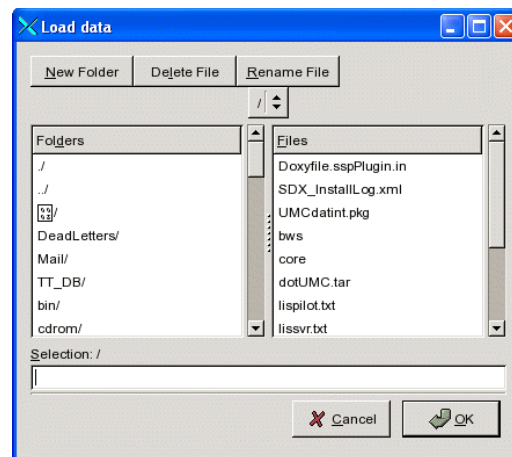 Load data
New Folder Delete File Rename File
/
Folders
./
../
/
DeadLetters/
Mail/
TT_DB/
bin/
cdrom/
Files
Doxyfile.sspPlugin.in
SDX_InstallLog.xml
UMCdatint.pkg
bws
core
dotUMC.tar
lispilot.txt
lissvr.txt
Selection: /
Cancel OK